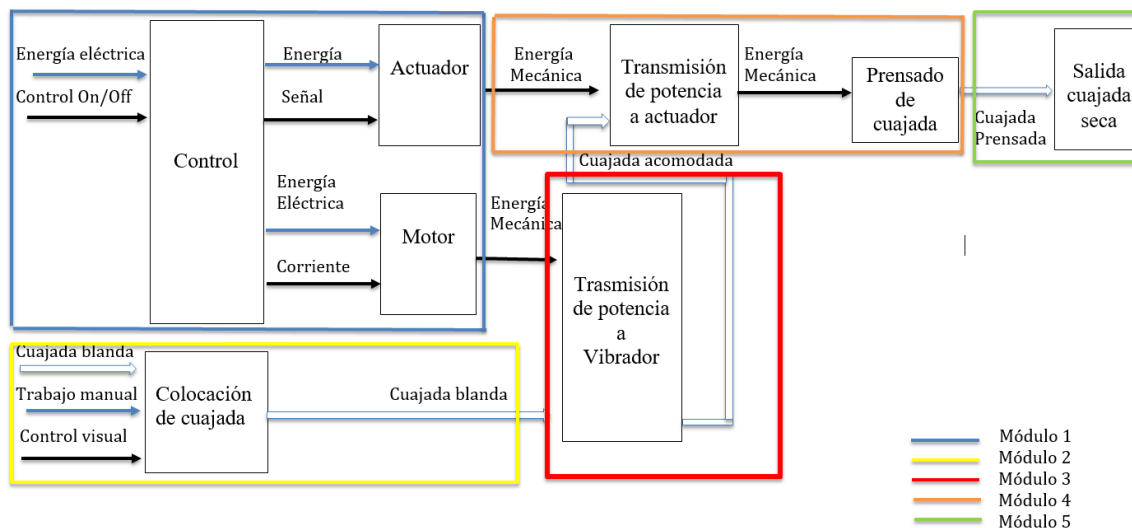 Energía eléctrica
Control On/Off
Control
Energía
Señal
Actuador
Energía
Eléctrica
Corriente
Motor
Energía
Mecánica
Transmisión
de potencia
a actuador
Energía
Mecánica
Prensado
de
cuajada
Cuajada
Prensada
Salida
cuajada
seca
Cuajada acomodada
Energía
Mecánica
Trasmisión
de potencia
a
Vibrador
Cuajada blanda
Trabajo manual
Control visual
Colocación
de cuajada
Cuajada blanda
Módulo 1
Módulo 2
Módulo 3
Módulo 4
Módulo 5